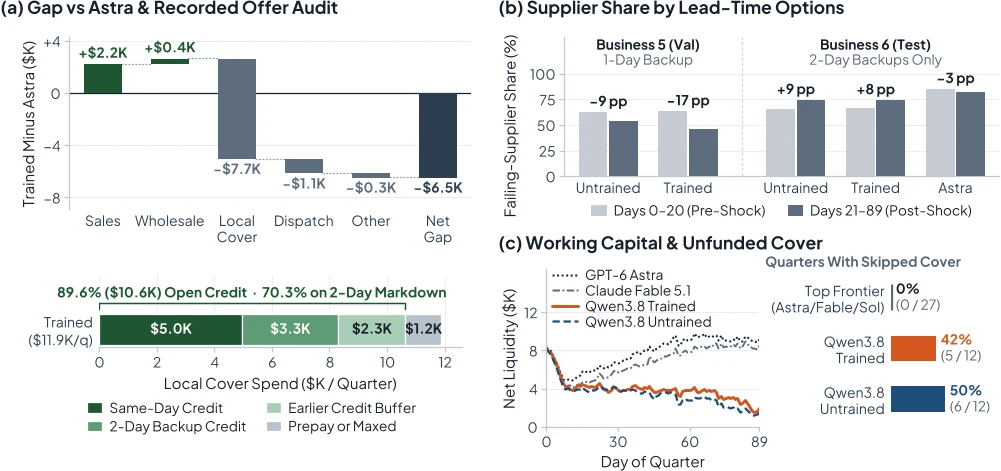 (a) Gap vs Astra & Recorded Offer Audit
Trained Minus Astra ($K)
+4
0
−4
−8
+$2.2K
+$0.4K
−$7.7K
−$1.1K
−$0.3K
−$6.5K
Sales
Wholesale
Local
Cover
Dispatch
Other
Net
Gap
89.6% ($10.6K) Open Credit · 70.3% on 2-Day Markdown
Trained
($11.9K/q)
$5.0K
$3.3K
$2.3K
$1.2K
0
2
4
6
8
10
12
Local Cover Spend ($K / Quarter)
Same-Day Credit
2-Day Backup Credit
Earlier Credit Buffer
Prepay or Maxed
(b) Supplier Share by Lead-Time Options
Failing-Supplier Share (%)
100
75
50
25
0
Business 5 (Val)
1-Day Backup
Business 6 (Test)
2-Day Backups Only
−9 pp
−17 pp
+9 pp
+8 pp
−3 pp
Untrained
Trained
Untrained
Trained
Astra
Days 0–20 (Pre-Shock)
Days 21–89 (Post-Shock)
(c) Working Capital & Unfunded Cover
Net Liquidity ($K)
12
8
4
0
GPT-6 Astra
Claude Fable 5.1
Qwen3.8 Trained
Qwen3.8 Untrained
0
30
60
89
Day of Quarter
Quarters With Skipped Cover
Top Frontier
(Astra/Fable/Sol)
0%
(0 / 27)
Qwen3.8
Trained
42%
(5 / 12)
Qwen3.8
Untrained
50%
(6 / 12)